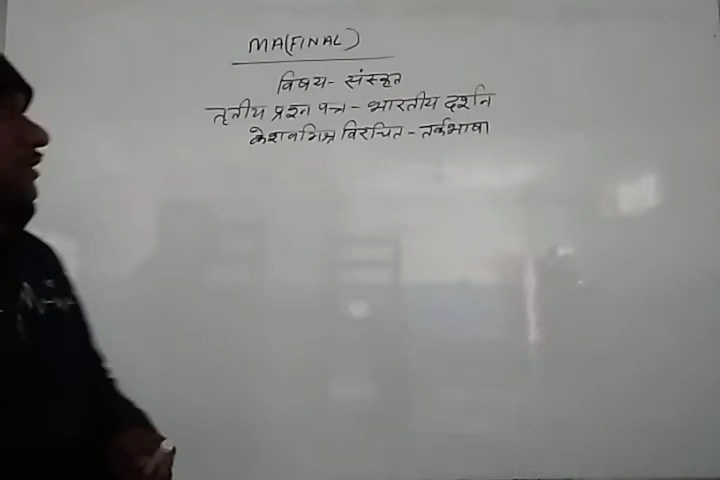 MA(FINAL)
विषय - संस्कृत
तृतीय प्रश्न पत्र - भारतीय दर्शन
केशवमिश्र विरचित - तर्कभाषा